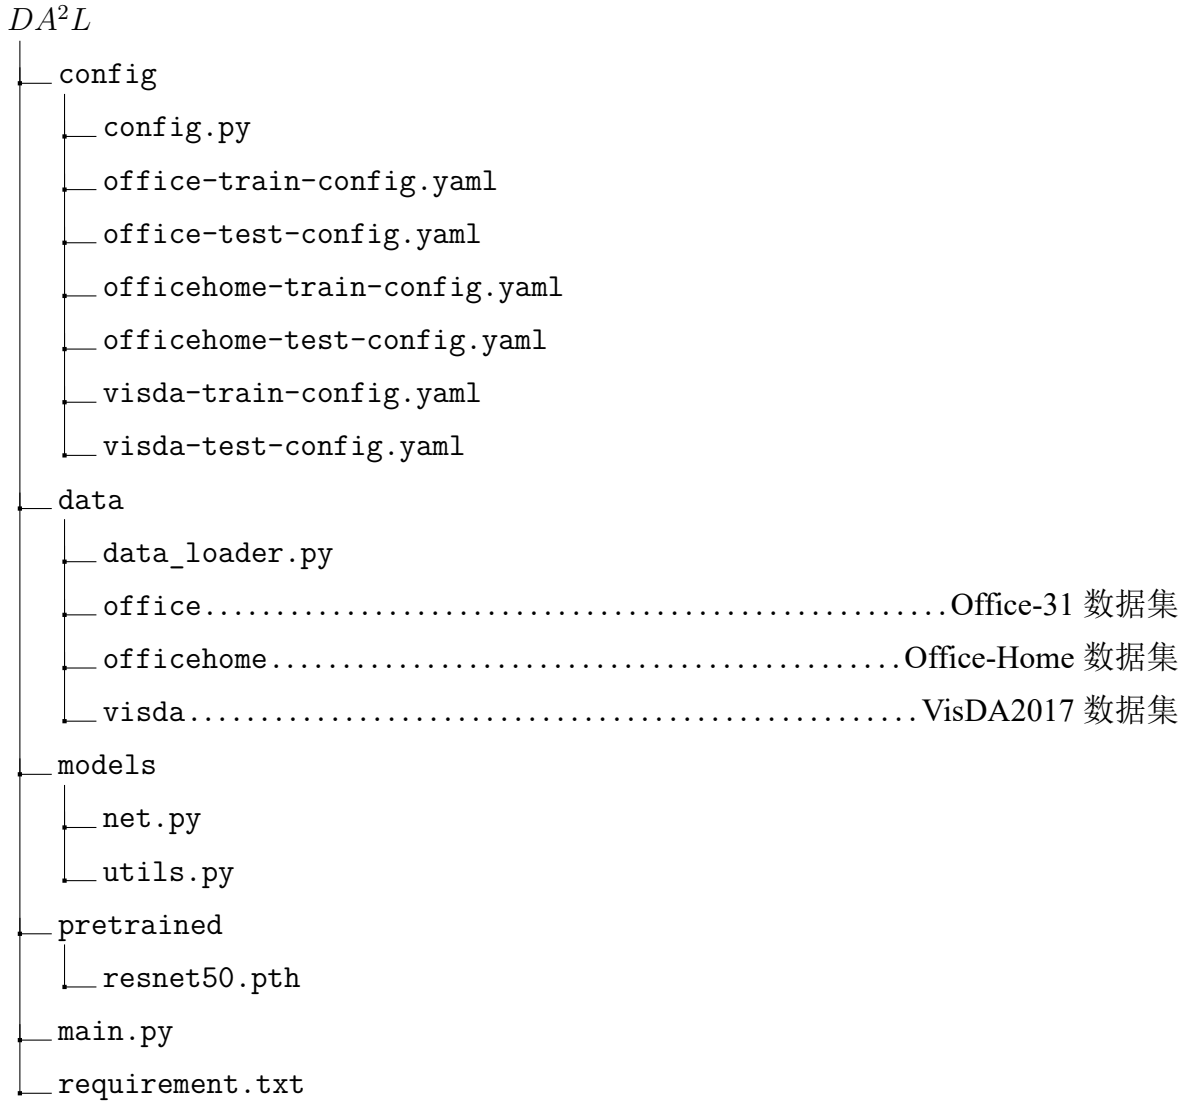 DA²L
config
config.py
office-train-config.yaml
office-test-config.yaml
officehome-train-config.yaml
officehome-test-config.yaml
visda-train-config.yaml
visda-test-config.yaml
data
data_loader.py
office......................................................Office-31 数据集
officehome..............................................Office-Home 数据集
visda.....................................................VisDA2017 数据集
models
net.py
utils.py
pretrained
resnet50.pth
main.py
requirement.txt